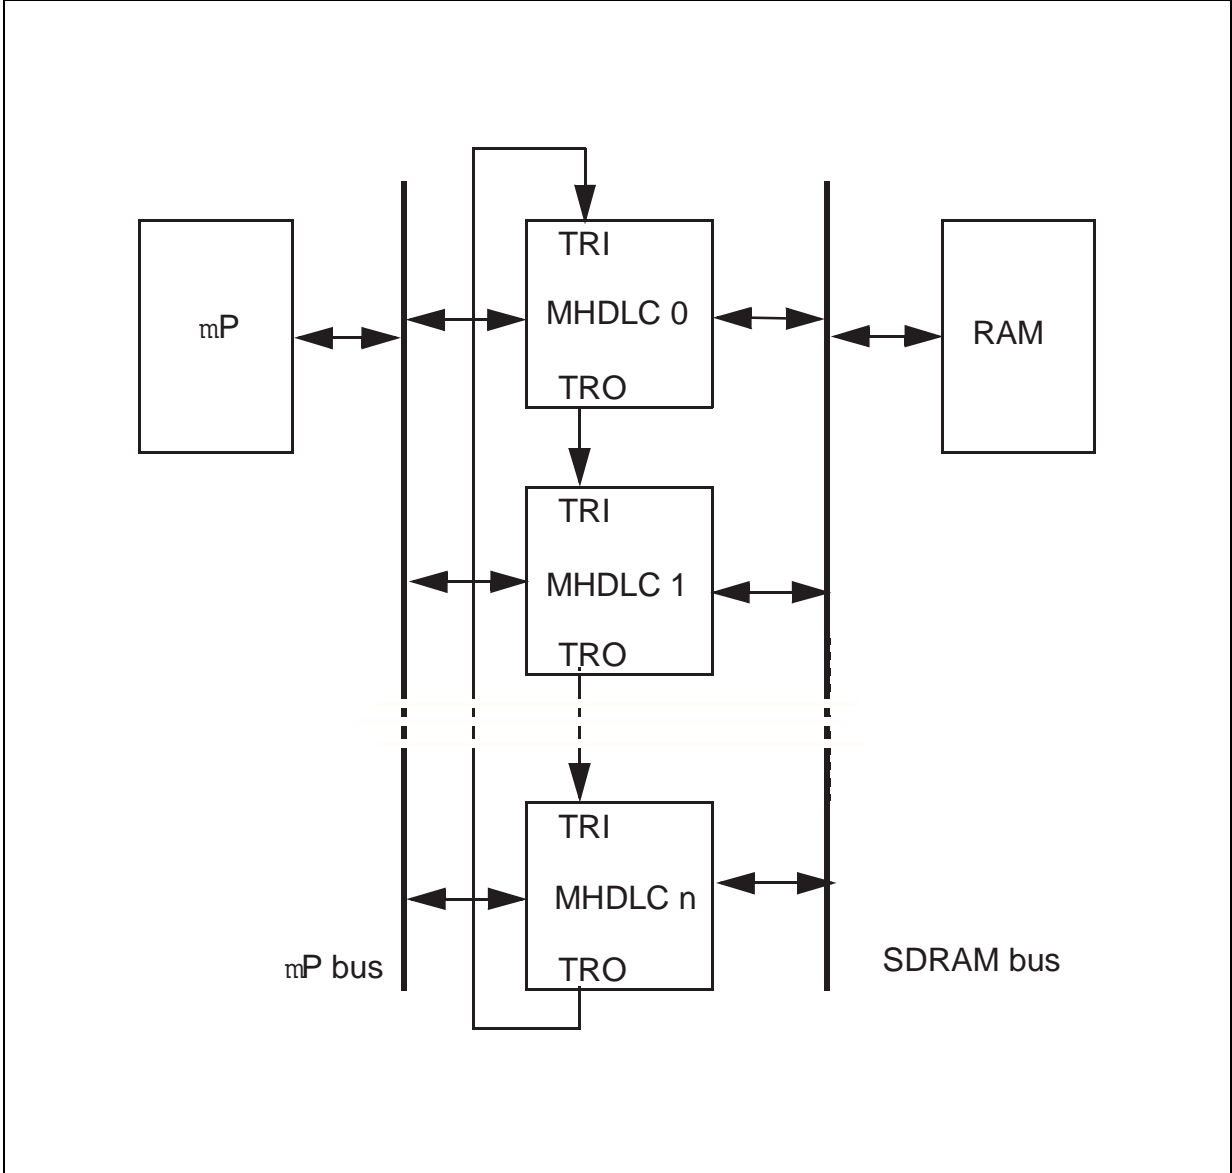 TRI
mP
MHDLC 0
RAM
TRO
TRI
MHDLC 1
TRO
TRI
MHDLC n
TRO
mP bus
SDRAM bus